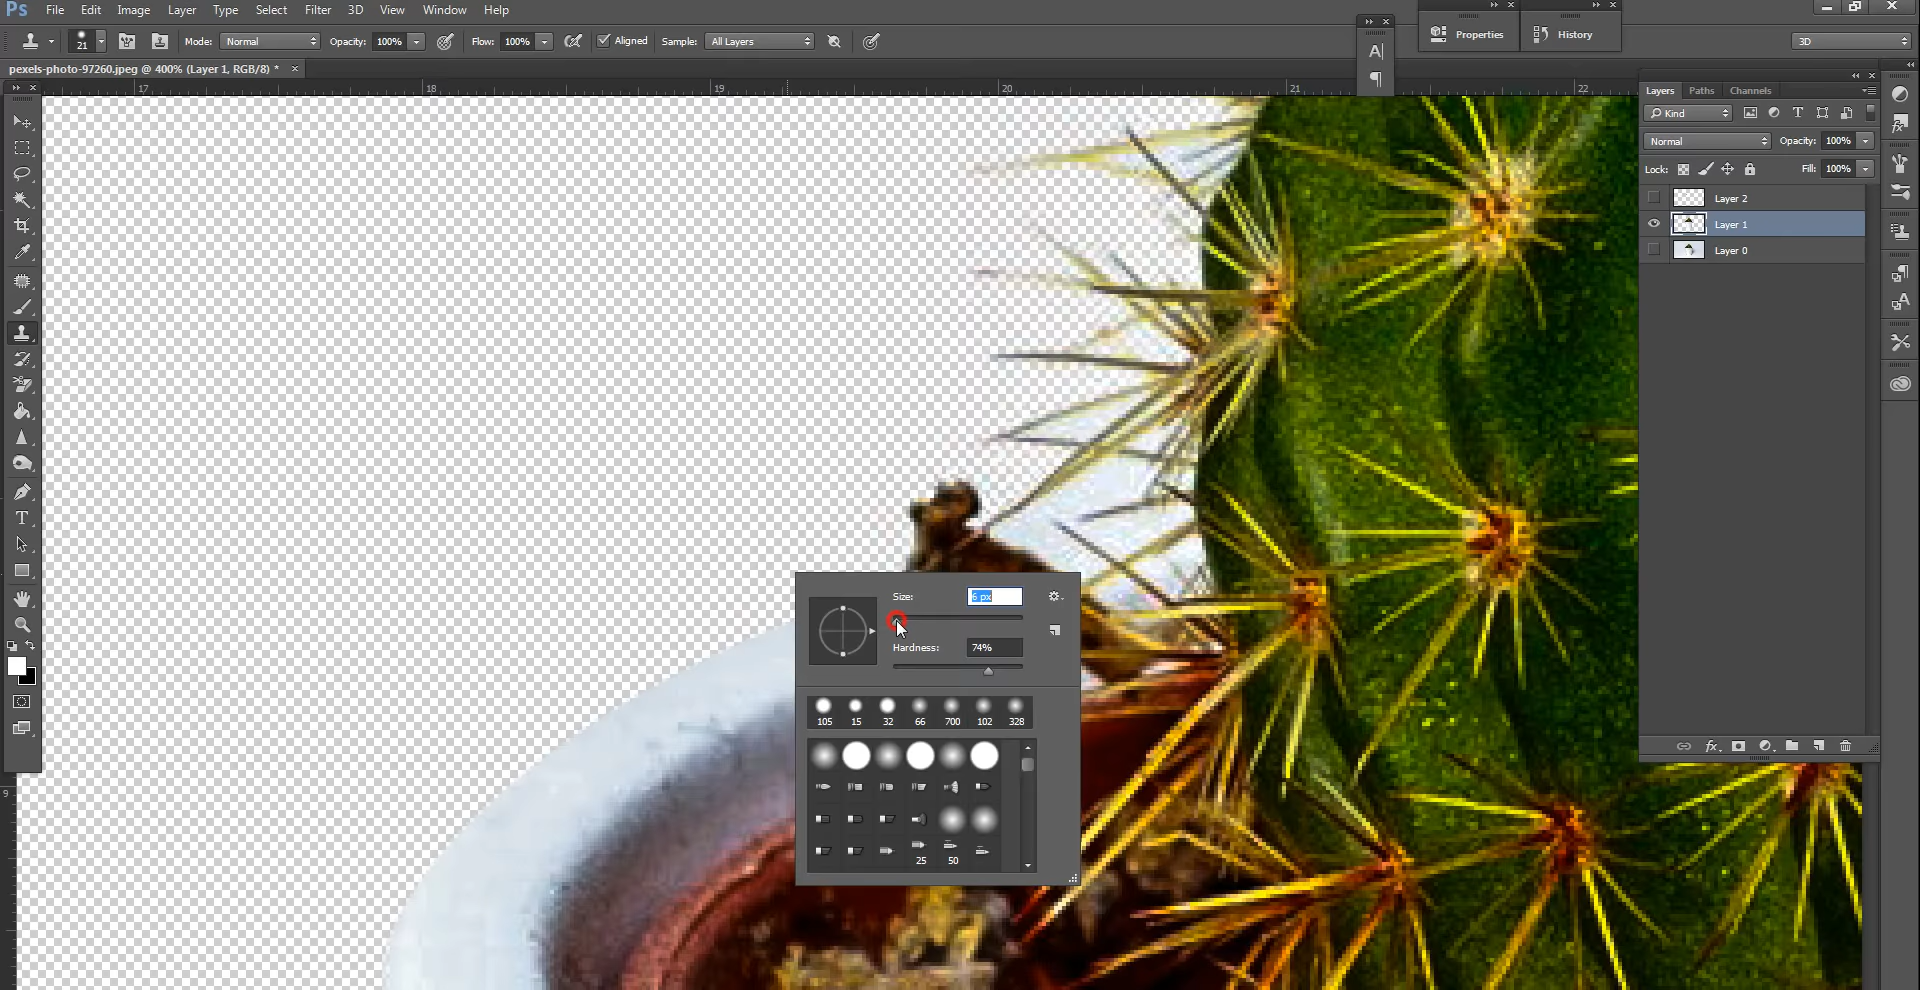 Ps File Edit Image Layer Type Select Filter 3D View Window Help
21 Mode: Normal Opacity: 100% Flow: 100% Aligned Sample: All Layers
Properties History
3D
pexels-photo-97260.jpeg @ 400% (Layer 1, RGB/8) * ×
17 18 19 20 21 22
9
Layers Paths Channels
Kind
Normal Opacity: 100%
Lock: Fill: 100%
Layer 2
Layer 1
Layer 0
Size: 6 px
Hardness: 74%
105 15 32 66 700 102 328
25 50